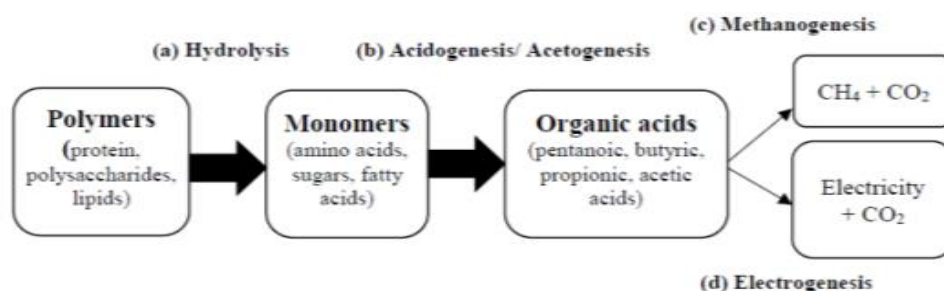 (c) Methanogenesis
(a) Hydrolysis
(b) Acidogenesis/ Acetogenesis
Polymers
(protein,
polysaccharides,
lipids)
Monomers
(amino acids,
sugars, fatty
acids)
Organic acids
(pentanoic, butyric,
propionic, acetic
acids)
CH₄ + CO₂
Electricity
+ CO₂
(d) Electrogenesis